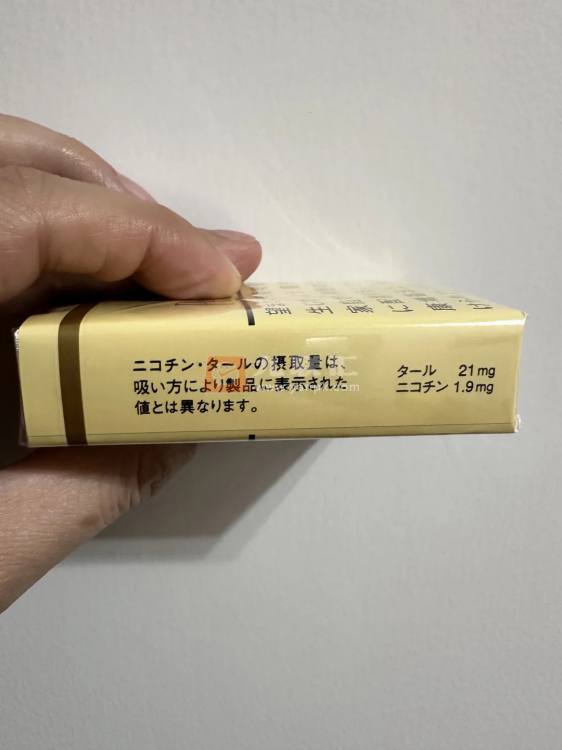 ニコチン・タールの摂取量は、
吸い方により製品に表示された
値とは異なります。
タール 21mg
ニコチン 1.9mg